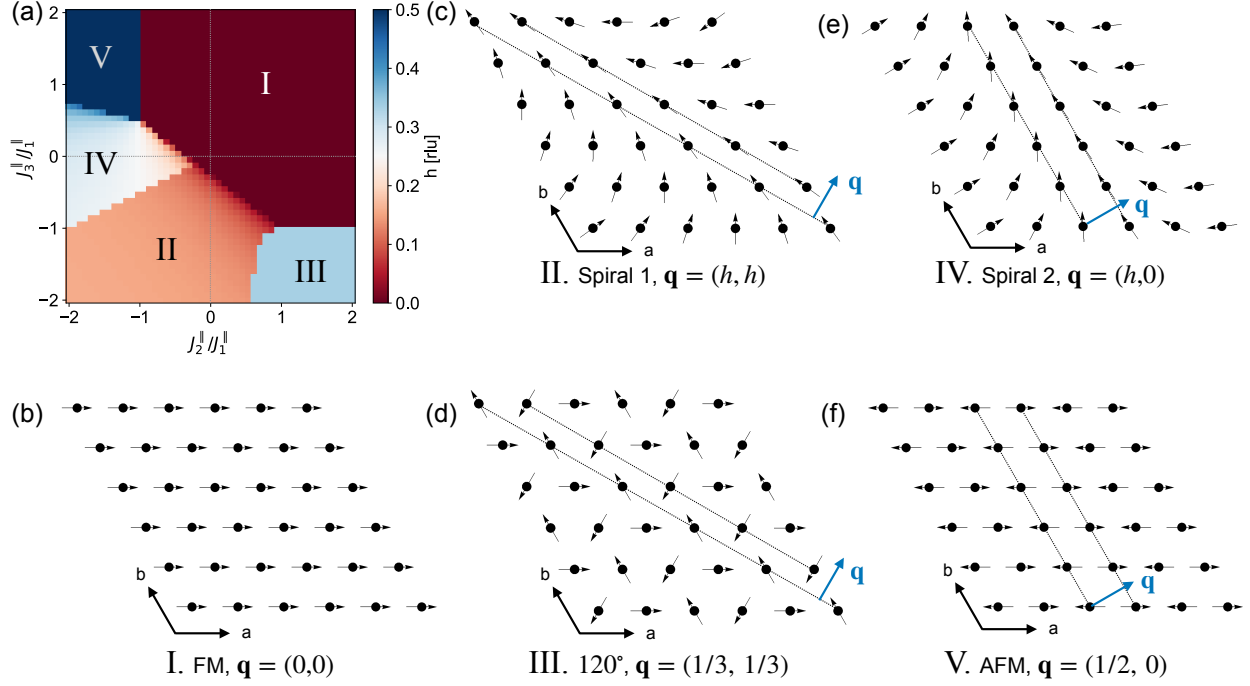 (a)
2
1
0
−1
−2
J₃∥/J₁∥
−2
−1
0
1
2
J₂∥/J₁∥
V
I
IV
II
III
0.5
0.4
0.3
0.2
0.1
0.0
h [rlu]
(b)
b
a
I. FM, q = (0,0)
(c)
q
b
a
II. Spiral 1, q = (h, h)
(d)
q
b
a
III. 120°, q = (1/3, 1/3)
(e)
q
b
a
IV. Spiral 2, q = (h,0)
(f)
q
b
a
V. AFM, q = (1/2, 0)